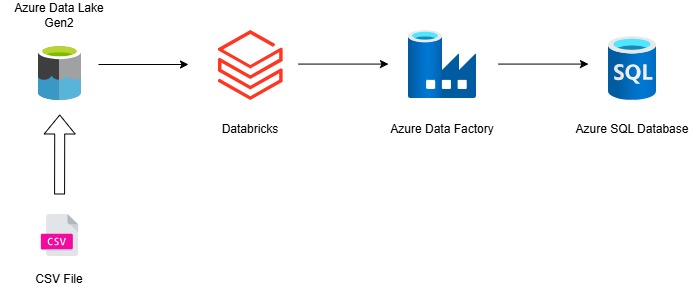 Azure Data Lake
Gen2
SQL
Databricks
Azure Data Factory
Azure SQL Database
CSV
CSV File